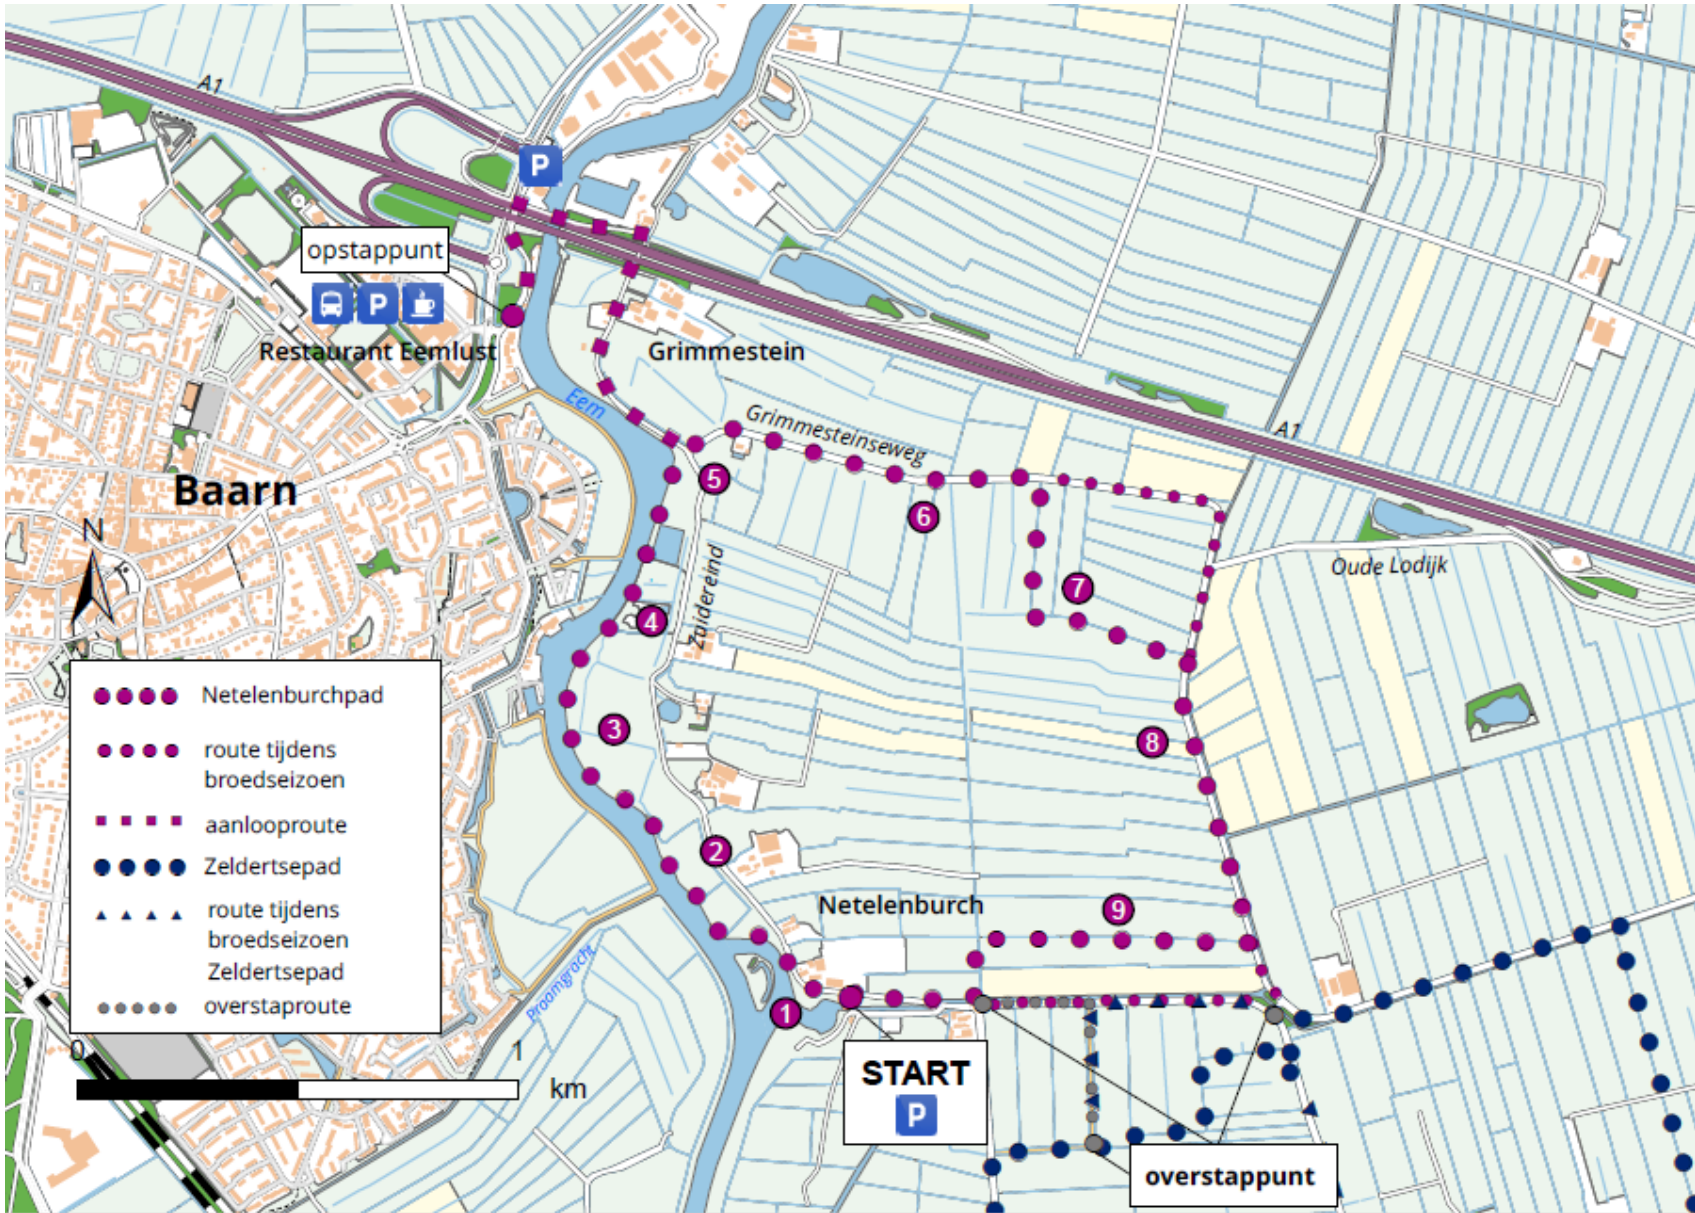 A1
P
opstappunt
P
Restaurant Eemlust
Grimmestein
Eem
Grimmesteinseweg
A1
Baarn
5
6
N
Zuidereind
7
Oude Lodijk
4
3
8
2
Netelenburchpad
route tijdens
broedseizoen
aanlooproute
Zeldertsepad
route tijdens
broedseizoen
Zeldertsepad
overstaproute
Netelenburch
9
Praamgracht
1
0 1
km
START
P
overstappunt